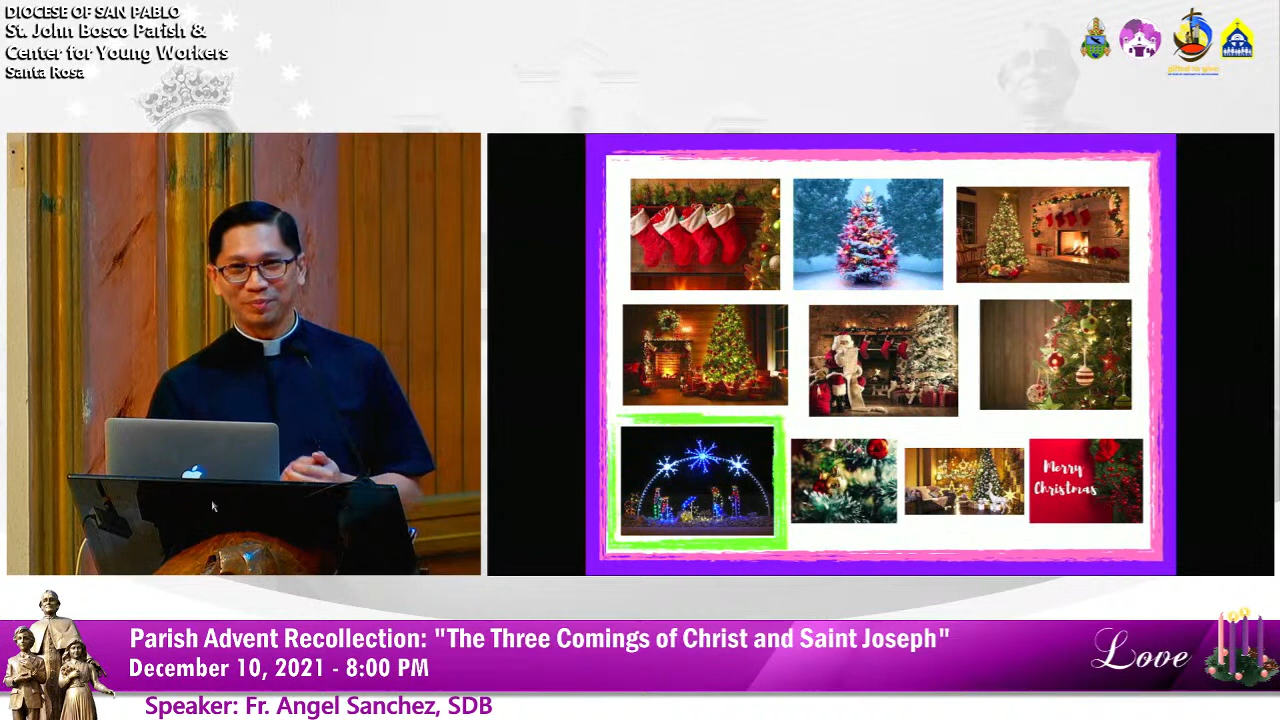 DIOCESE OF SAN PABLO
St. John Bosco Parish &
Center for Young Workers
Santa Rosa
Merry
Christmas
Parish Advent Recollection: "The Three Comings of Christ and Saint Joseph"
December 10, 2021 - 8:00 PM
Love
Speaker: Fr. Angel Sanchez, SDB